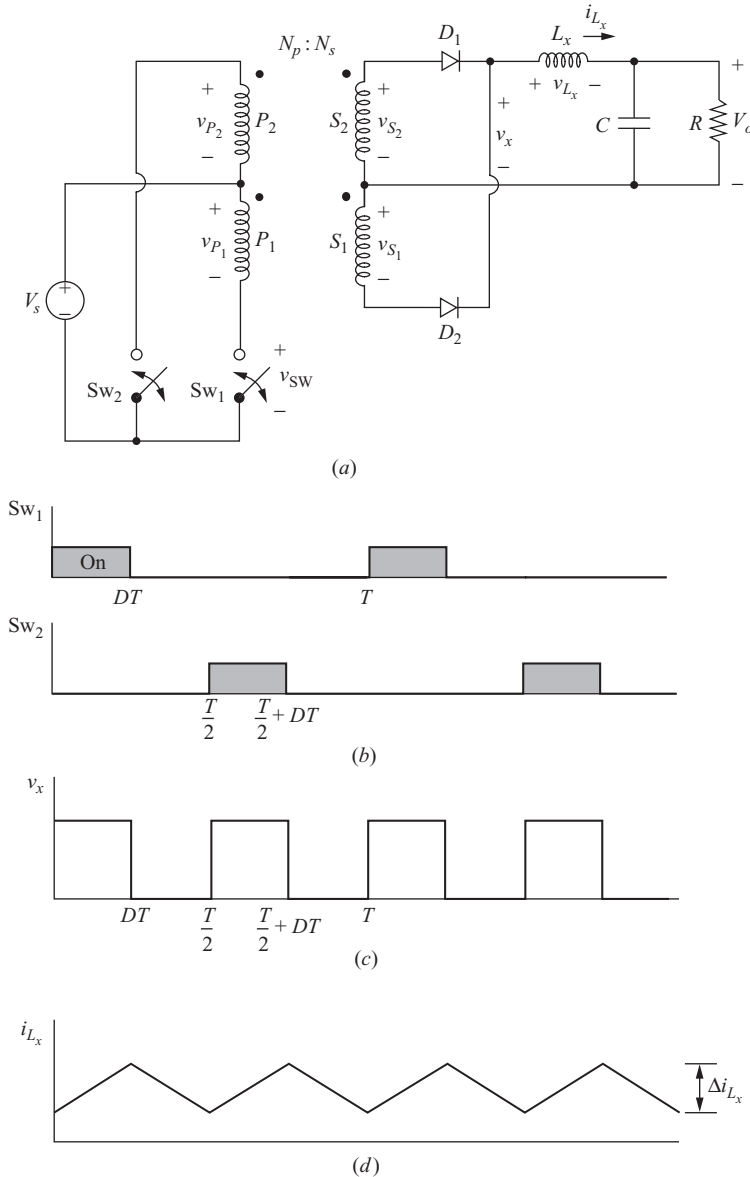 i_{L_x}
N_p : N_s
D_1
L_x
+ v_{L_x} −
+ v_{P_2} −
P_2
S_2
+ v_{S_2} −
+ v_x −
C
R
+ V_o −
+ v_{P_1} −
P_1
S_1
+ v_{S_1} −
V_s
+ −
D_2
Sw_2
Sw_1
+ v_{SW} −
(a)
Sw_1
On
DT
T
Sw_2
T/2
T/2 + DT
(b)
v_x
DT
T/2
T/2 + DT
T
(c)
i_{L_x}
Δi_{L_x}
(d)